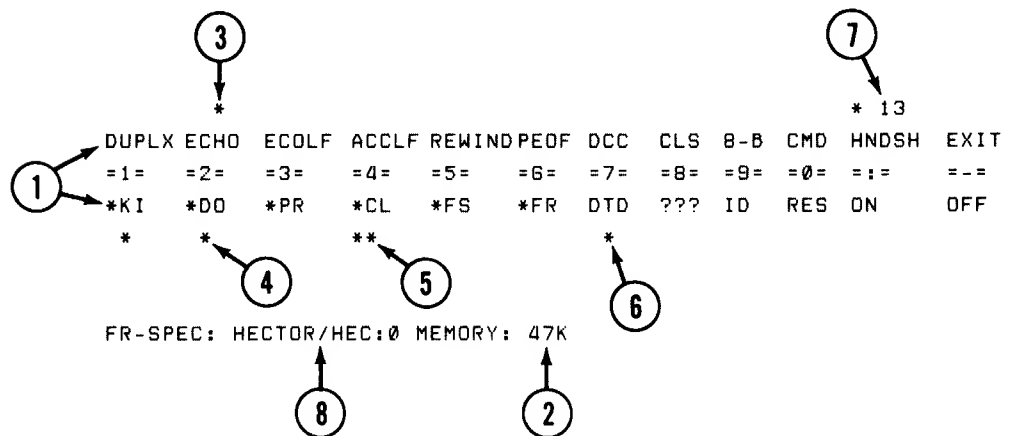 3 7
* * 13
DUPLX ECHO ECOLF ACCLF REWIND PEOF DCC CLS 8-B CMD HNDSH EXIT
1 =1= =2= =3= =4= =5= =6= =7= =8= =9= =0= =:= =-=
*KI *DO *PR *CL *FS *FR DTD ??? ID RES ON OFF
* * ** *
4 5 6
FR-SPEC: HECTOR/HEC:0 MEMORY: 47K
8 2